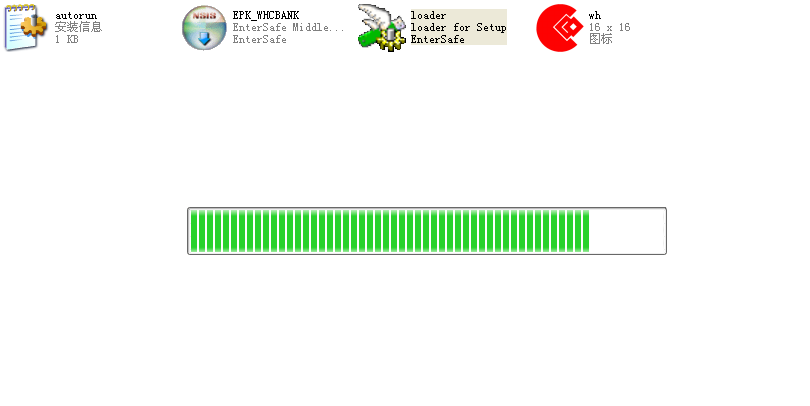 autorun
安装信息
1 KB
NSIS
EPK_WHCBANK
EnterSafe Middle...
EnterSafe
loader
loader for Setup
EnterSafe
wh
16 x 16
图标